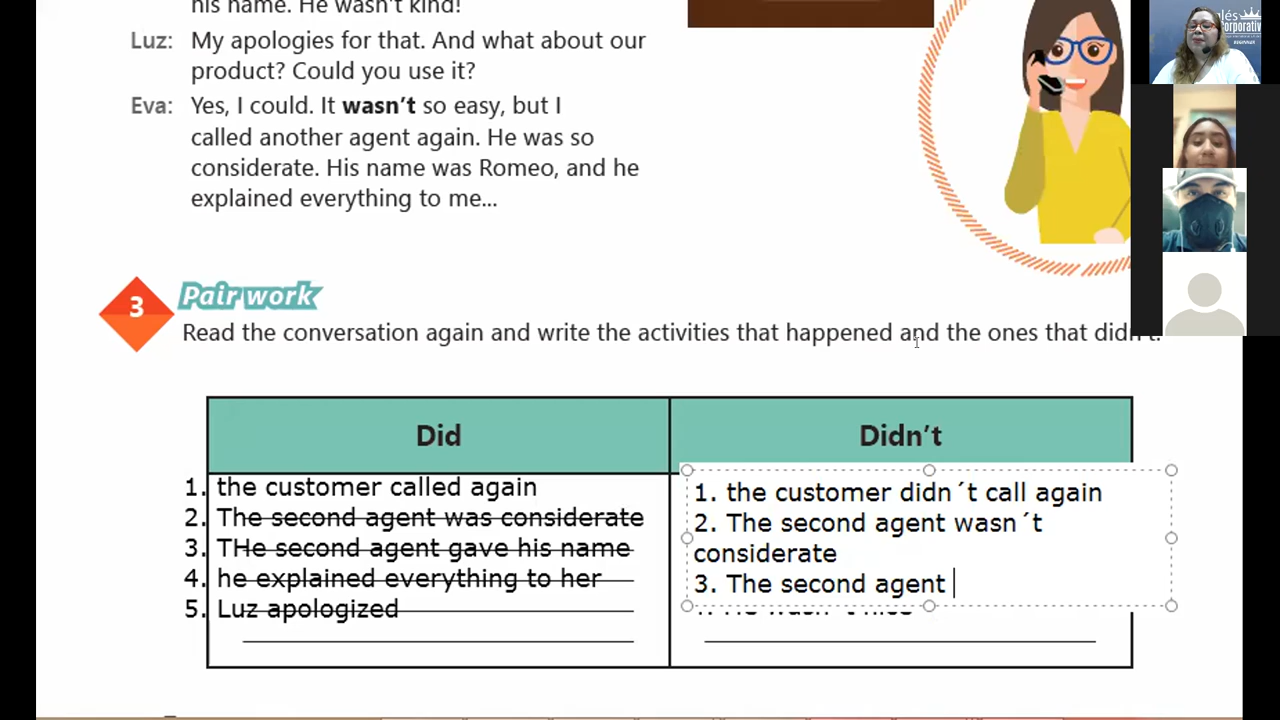 his name. He wasn't kind!
Luz: My apologies for that. And what about our
product? Could you use it?
Eva: Yes, I could. It wasn't so easy, but I
called another agent again. He was so
considerate. His name was Romeo, and he
explained everything to me...
3 Pair work
Read the conversation again and write the activities that happened and the ones that didn't.
Did
Didn't
1. the customer called again
2. The second agent was considerate
3. THe second agent gave his name
4. he explained everything to her
5. Luz apologized
1. the customer didn´t call again
2. The second agent wasn´t
considerate
3. The second agent